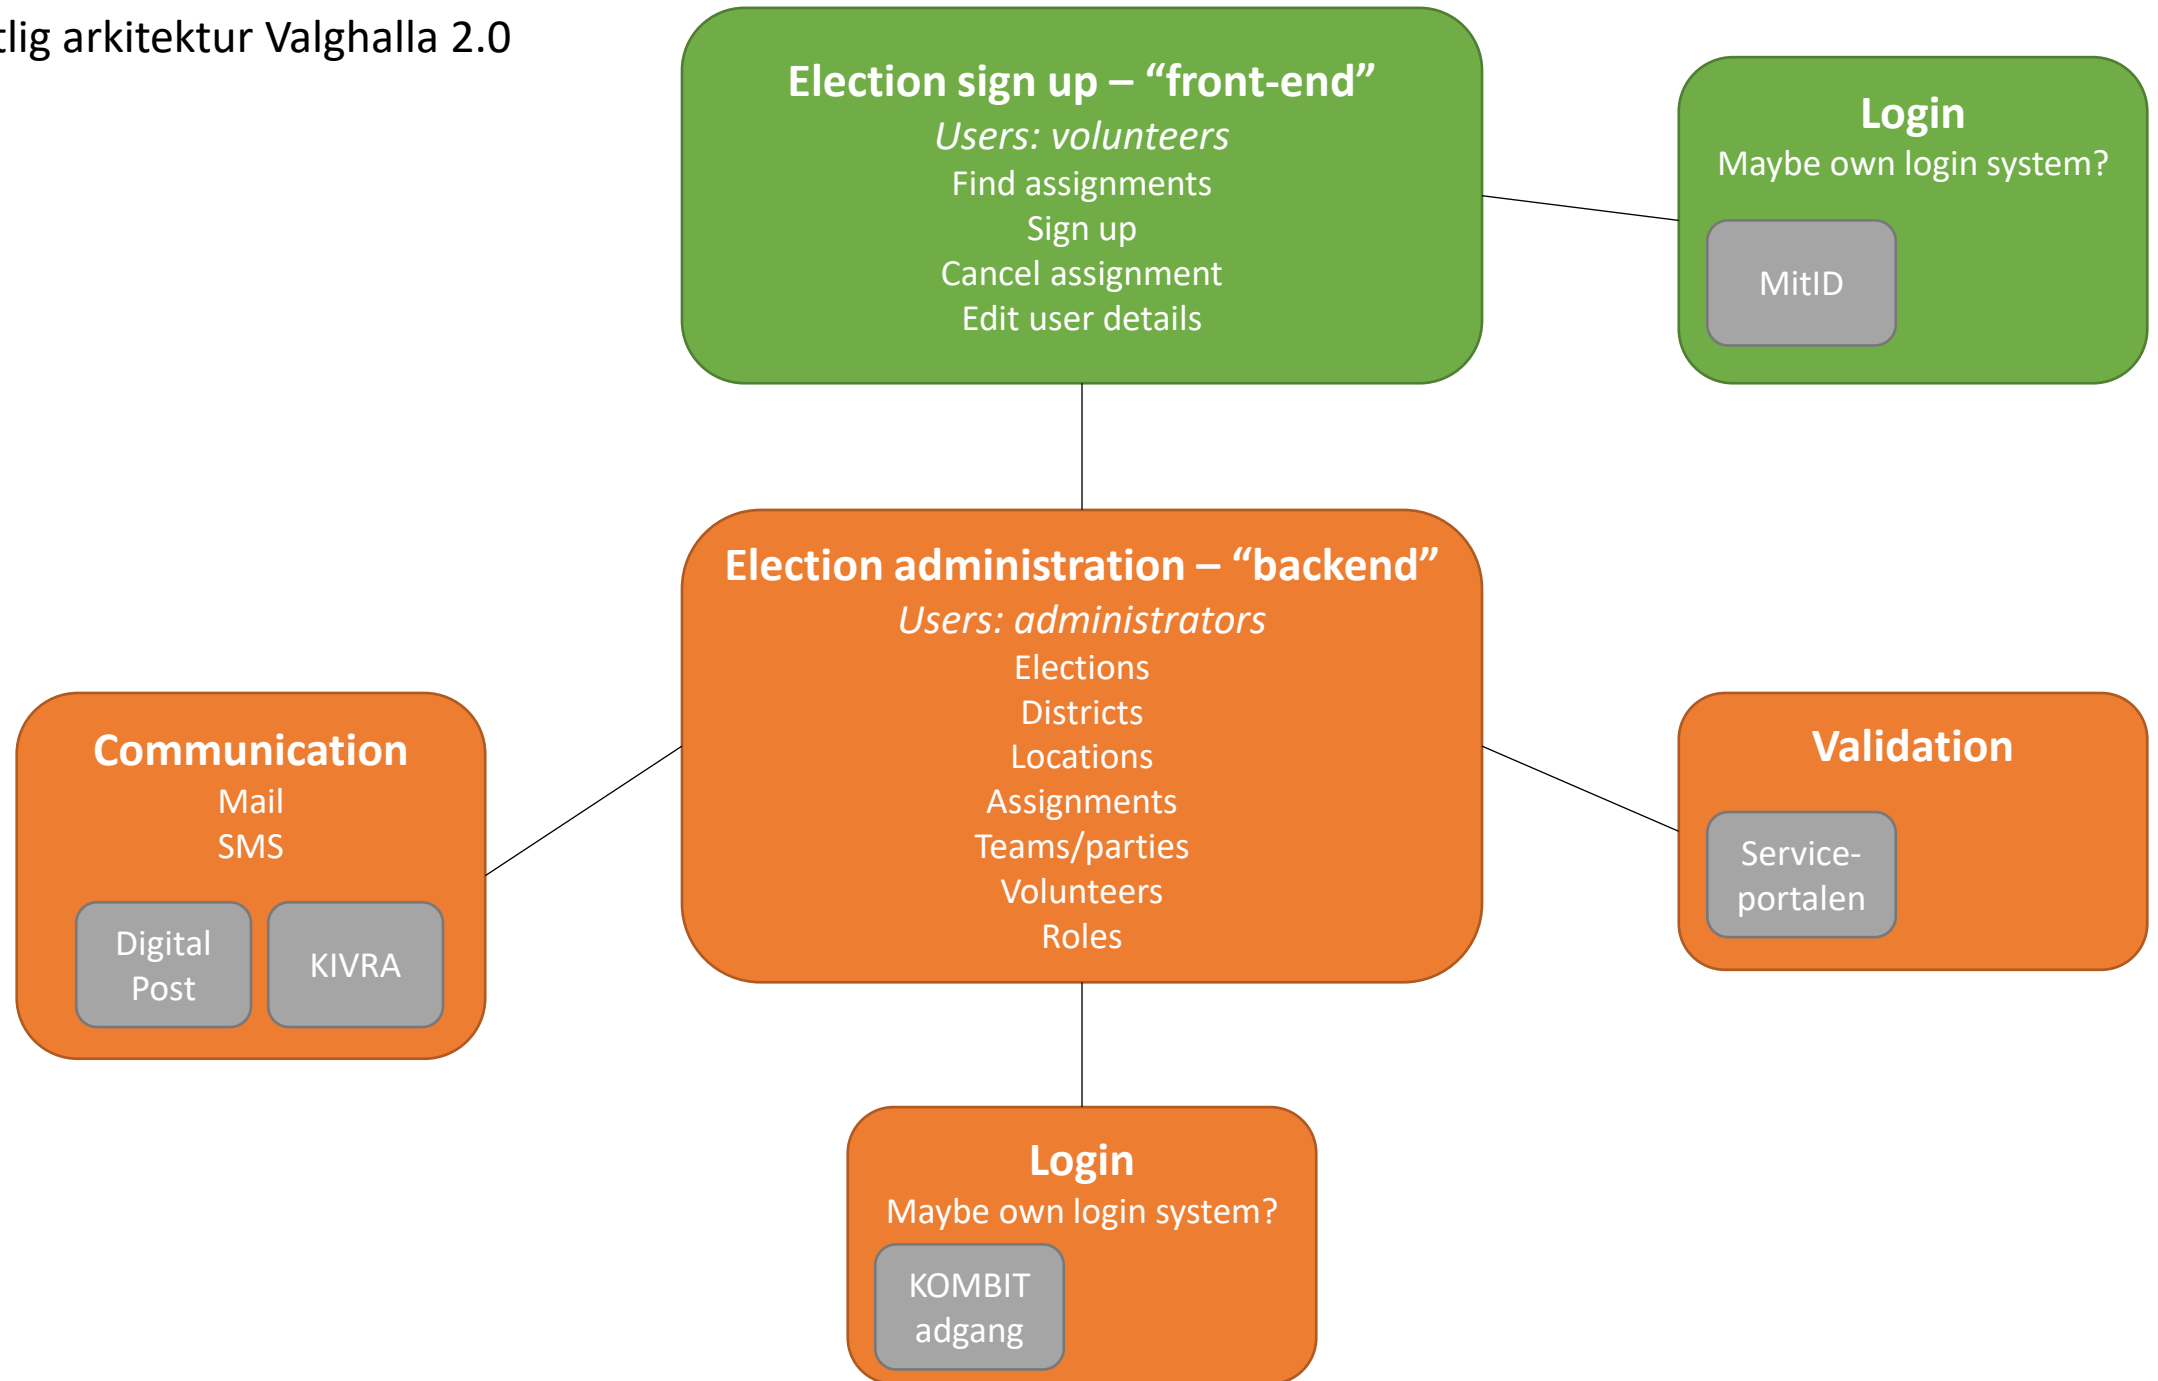 tlig arkitektur Valghalla 2.0
Election sign up – “front-end”
Users: volunteers
Find assignments
Sign up
Cancel assignment
Edit user details
Login
Maybe own login system?
MitID
Election administration – “backend”
Users: administrators
Elections
Districts
Locations
Assignments
Teams/parties
Volunteers
Roles
Communication
Mail
SMS
Digital
Post
KIVRA
Validation
Service-
portalen
Login
Maybe own login system?
KOMBIT
adgang